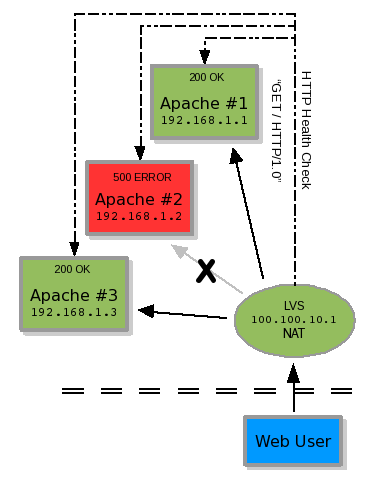 200 OK
Apache #1
192.168.1.1
HTTP Health Check
"GET / HTTP/1.0"
500 ERROR
Apache #2
192.168.1.2
X
200 OK
Apache #3
192.168.1.3
LVS
100.100.10.1
NAT
Web User